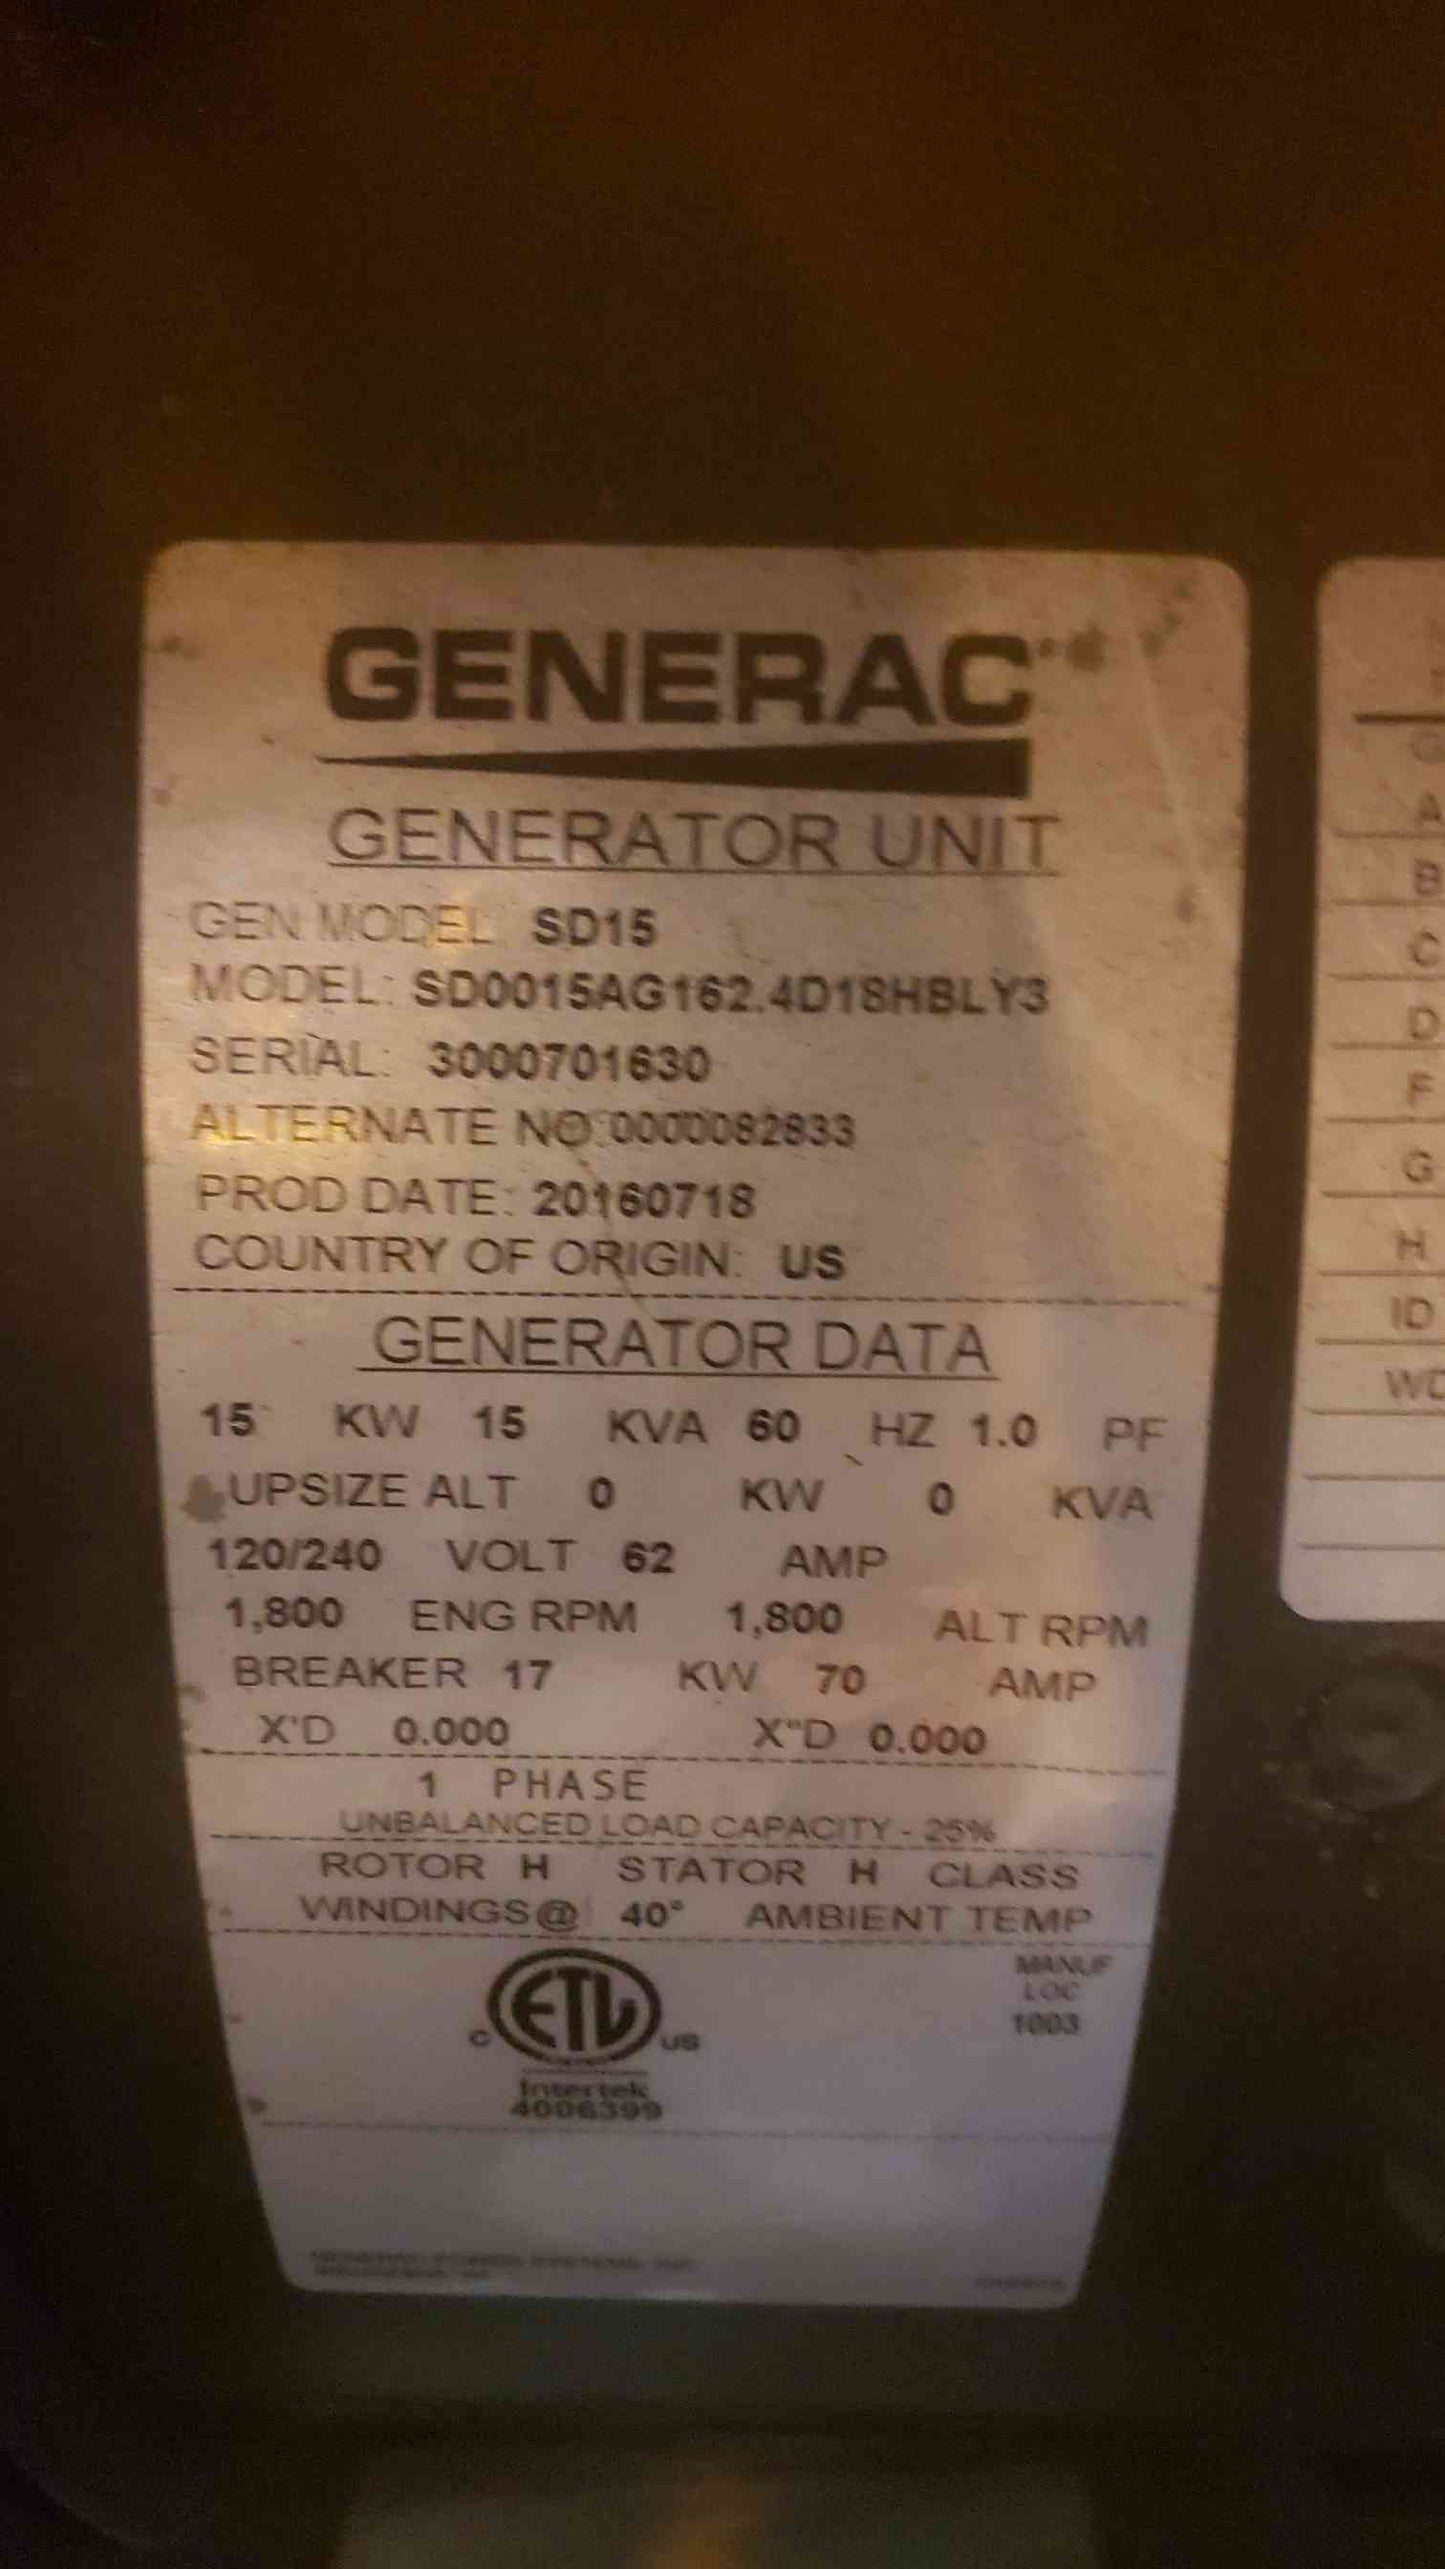 GENERAC
GENERATOR UNIT
GEN MODEL SD15
MODEL: SD0015AG162.4D18HBLY3
SERIAL: 3000701630
ALTERNATE NO:0000082833
PROD DATE: 20160718
COUNTRY OF ORIGIN: US
GENERATOR DATA
15 KW 15 KVA 60 HZ 1.0 PF
UPSIZE ALT 0 KW 0 KVA
120/240 VOLT 62 AMP
1,800 ENG RPM 1,800 ALT RPM
BREAKER 17 KW 70 AMP
X'D 0.000 X"D 0.000
1 PHASE
UNBALANCED LOAD CAPACITY - 25%
ROTOR H STATOR H CLASS
WINDINGS@ 40° AMBIENT TEMP
MANUF
LOC
1003
C ETL US
Intertek
4006399
A
B
C
D
F
G
H
ID